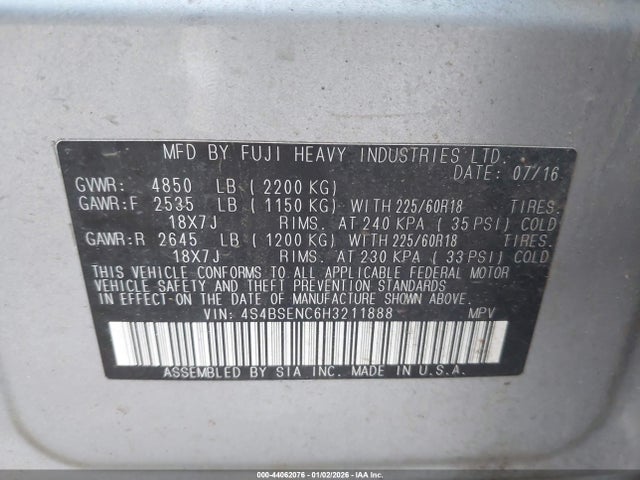 MFD BY FUJI HEAVY INDUSTRIES LTD.
DATE: 07/16
GVWR: 4850 LB ( 2200 KG)
GAWR:F 2535 LB ( 1150 KG) WITH 225/60R18 TIRES.
18X7J RIMS. AT 240 KPA ( 35 PSI) COLD
GAWR:R 2645 LB ( 1200 KG) WITH 225/60R18 TIRES.
18X7J RIMS. AT 230 KPA ( 33 PSI) COLD
THIS VEHICLE CONFORMS TO ALL APPLICABLE FEDERAL MOTOR
VEHICLE SAFETY AND THEFT PREVENTION STANDARDS
IN EFFECT ON THE DATE OF MANUFACTURE SHOWN ABOVE.
VIN: 4S4BSENC6H3211888 MPV
ASSEMBLED BY SIA INC. MADE IN U.S.A.
000-44062076 - 01/02/2026 - IAAI.CA